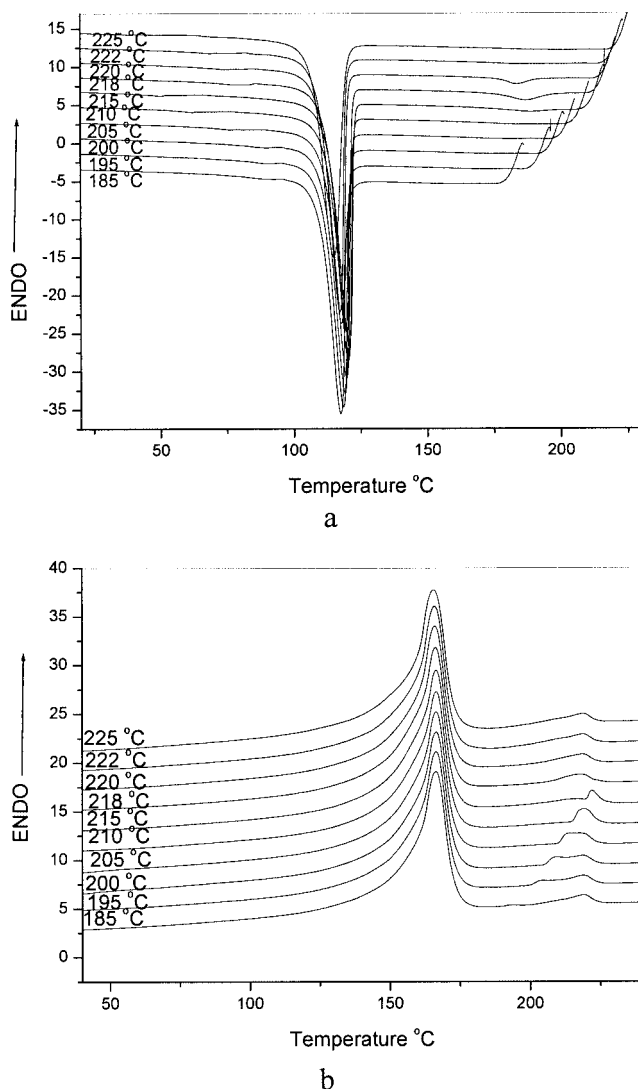 15
10
5
0
-5
-10
-15
-20
-25
-30
-35
225 °C
222 °C
220 °C
218 °C
215 °C
210 °C
205 °C
200 °C
195 °C
185 °C
ENDO
50
100
150
200
Temperature °C
a
40
35
30
25
20
15
10
5
0
225 °C
222 °C
220 °C
218 °C
215 °C
210 °C
205 °C
200 °C
195 °C
185 °C
ENDO
50
100
150
200
Temperature °C
b